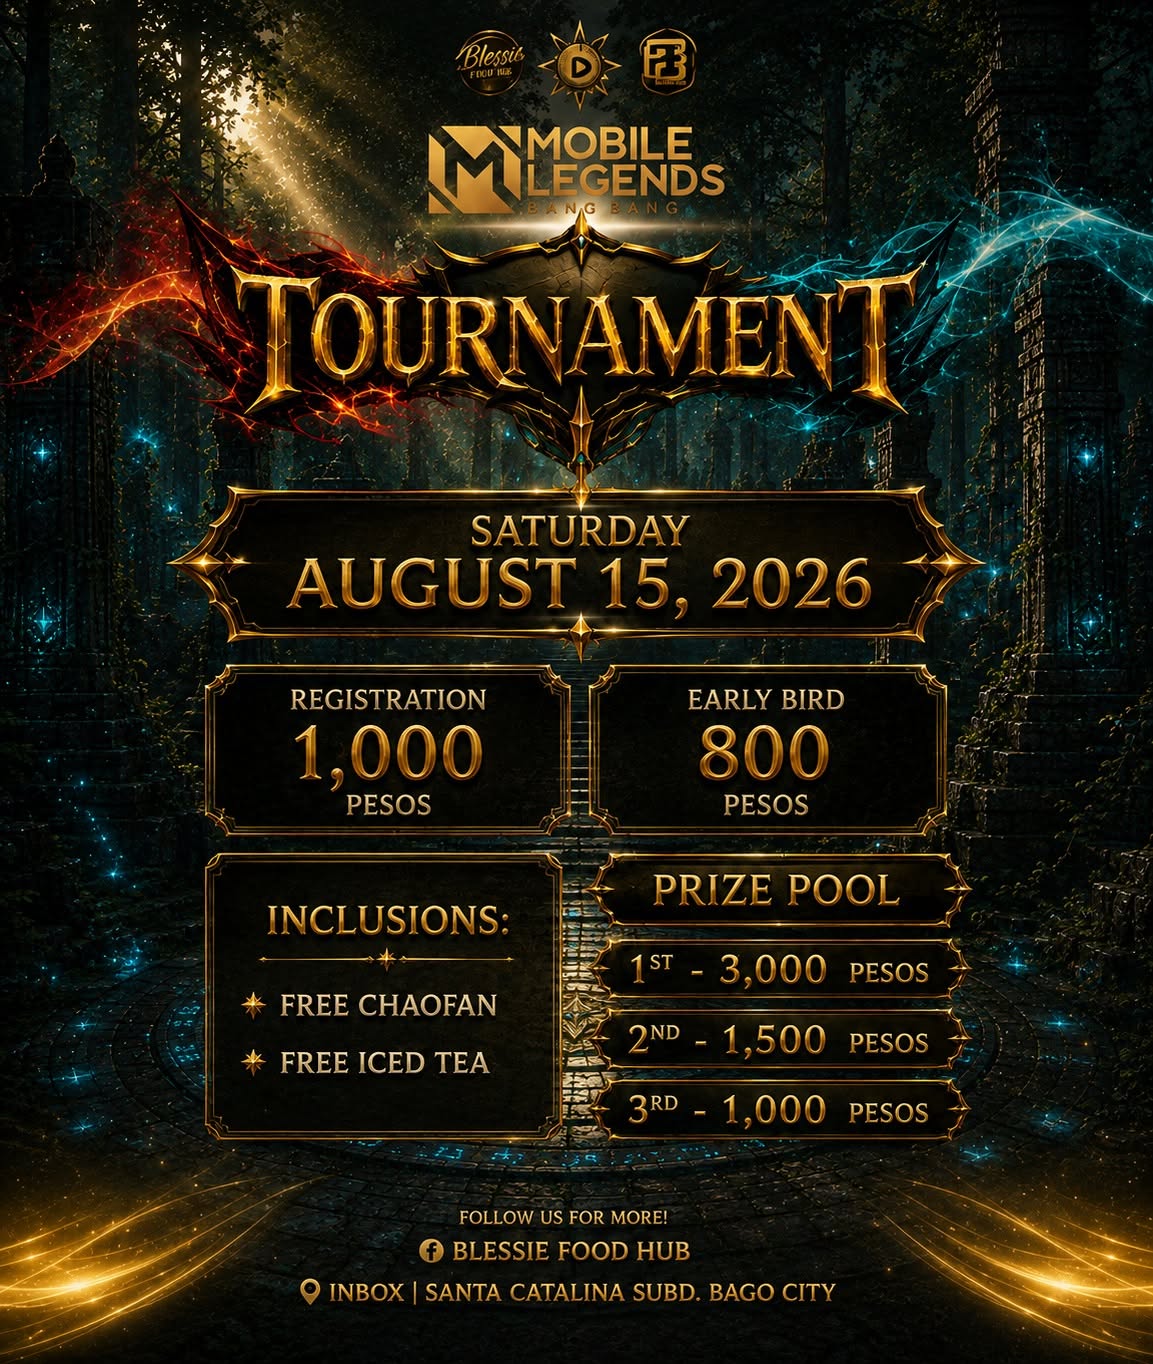 Blessie
FOOD HUB
MOBILE
LEGENDS
BANG BANG
TOURNAMENT
SATURDAY
AUGUST 15, 2026
REGISTRATION
1,000
PESOS
EARLY BIRD
800
PESOS
INCLUSIONS:
FREE CHAOFAN
FREE ICED TEA
PRIZE POOL
1ST - 3,000 PESOS
2ND - 1,500 PESOS
3RD - 1,000 PESOS
FOLLOW US FOR MORE!
BLESSIE FOOD HUB
INBOX | SANTA CATALINA SUBD. BAGO CITY